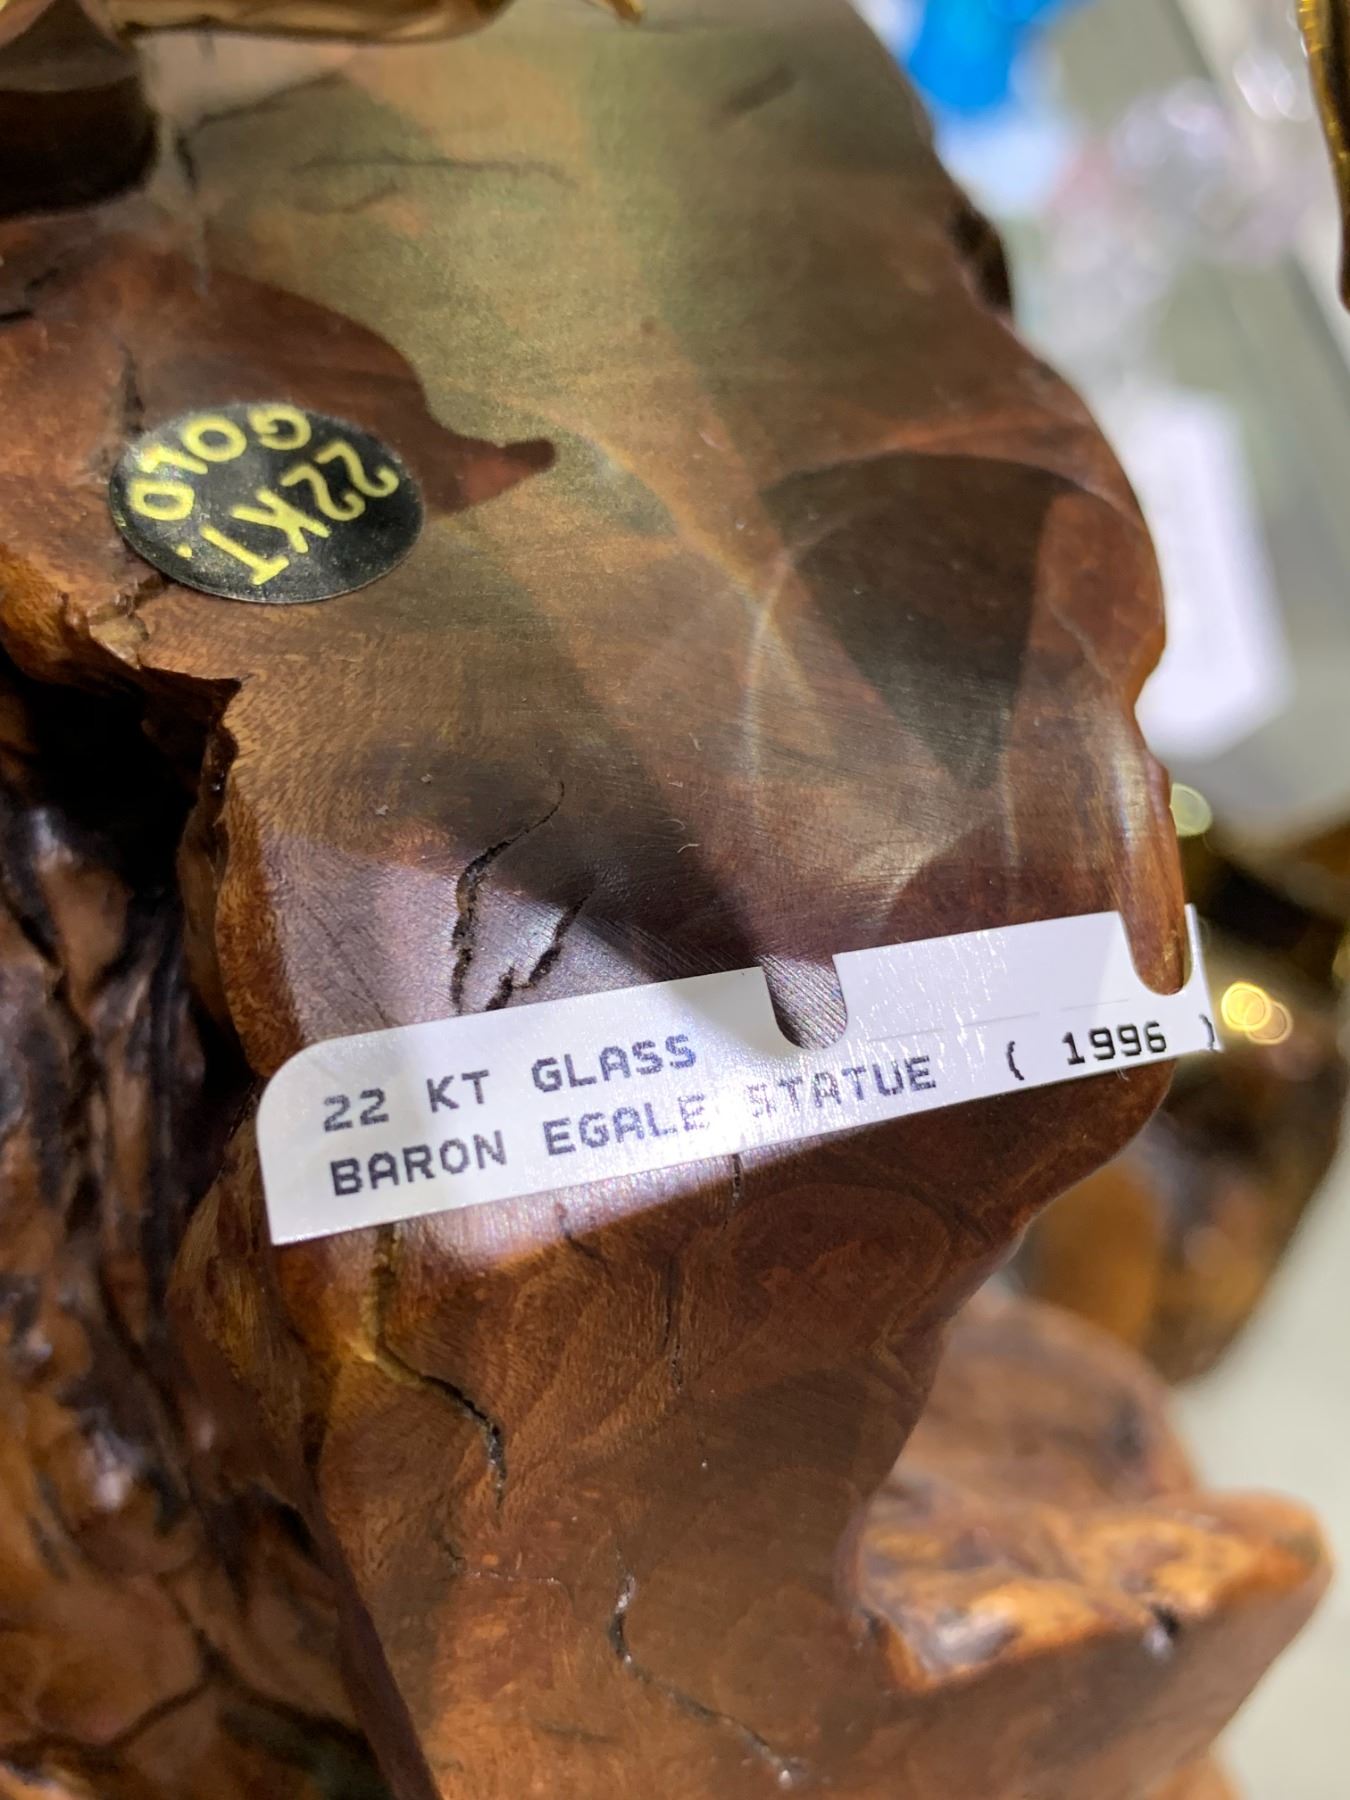 22KT.
GOLD
22 KT GLASS
BARON EGALE STATUE ( 1996 )